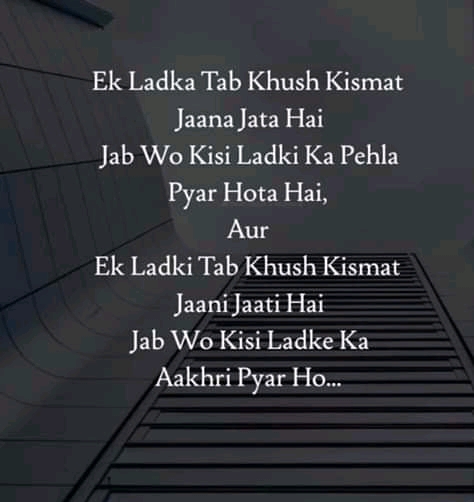 Ek Ladka Tab Khush Kismat
Jaana Jata Hai
Jab Wo Kisi Ladki Ka Pehla
Pyar Hota Hai,
Aur
Ek Ladki Tab Khush Kismat
Jaani Jaati Hai
Jab Wo Kisi Ladke Ka
Aakhri Pyar Ho...